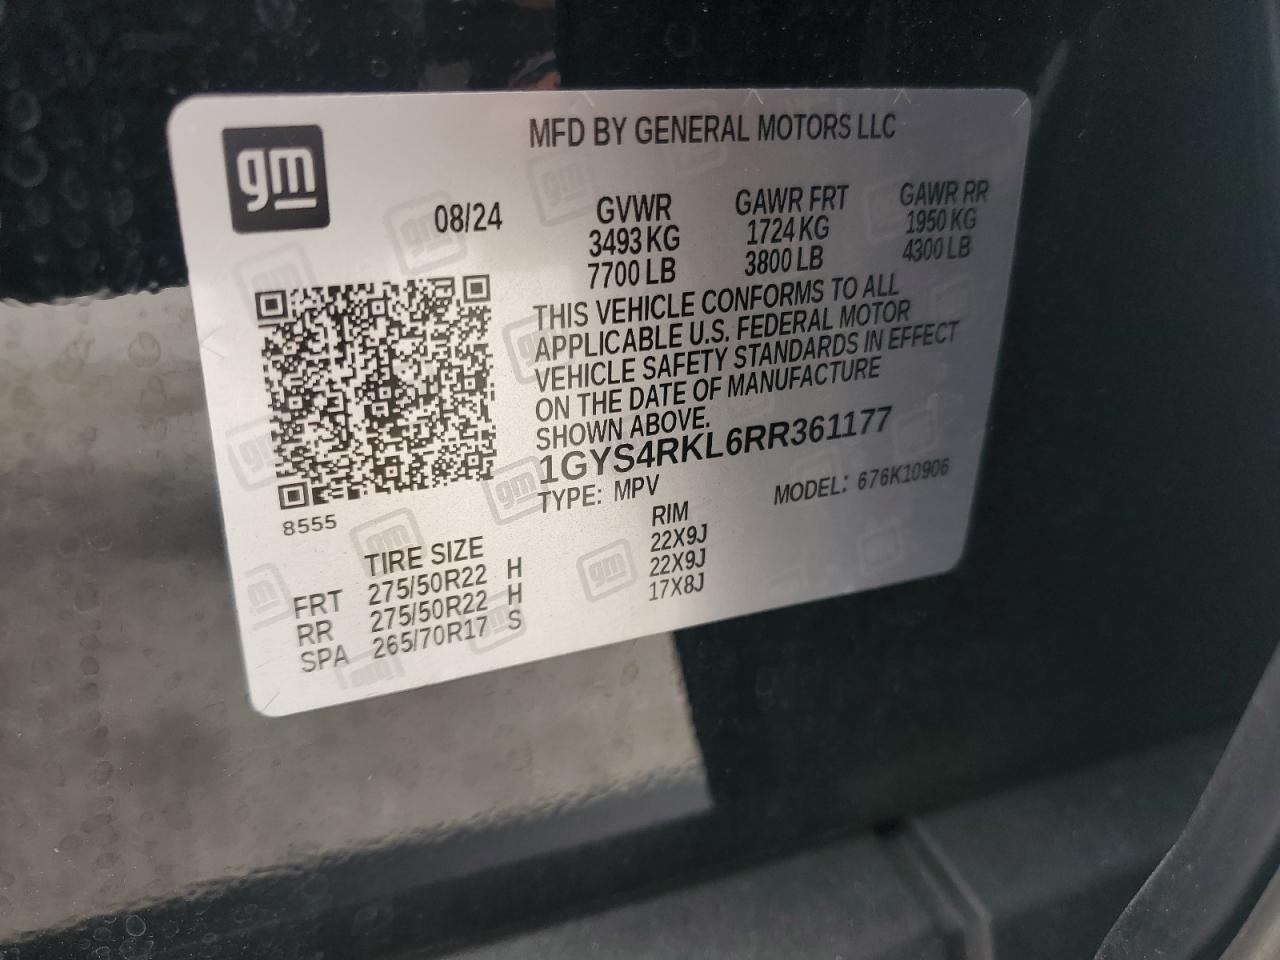 gm
MFD BY GENERAL MOTORS LLC
08/24 GVWR GAWR FRT GAWR RR
3493 KG 1724 KG 1950 KG
7700 LB 3800 LB 4300 LB
THIS VEHICLE CONFORMS TO ALL
APPLICABLE U.S. FEDERAL MOTOR
VEHICLE SAFETY STANDARDS IN EFFECT
ON THE DATE OF MANUFACTURE
SHOWN ABOVE.
1GYS4RKL6RR361177
TYPE: MPV MODEL: 676K10906
8555
TIRE SIZE RIM
FRT 275/50R22 H 22X9J
RR 275/50R22 H 22X9J
SPA 265/70R17 S 17X8J